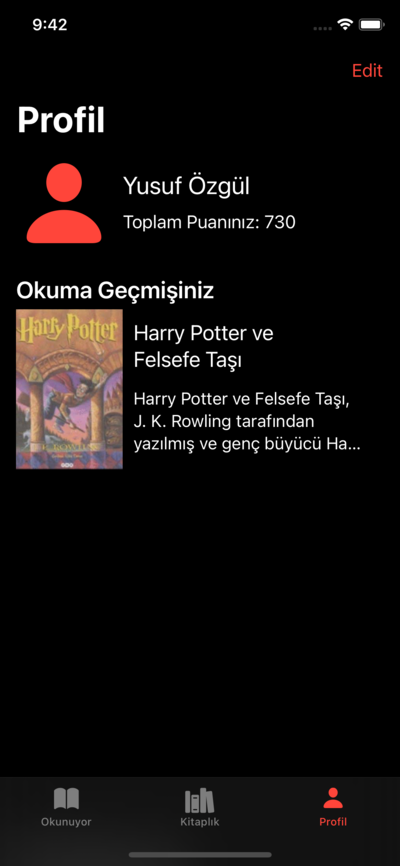 9:42
Edit
Profil
Yusuf Özgül
Toplam Puanınız: 730
Okuma Geçmişiniz
Harry Potter
J. K. ROWLING
Harry Potter ve
Felsefe Taşı
Harry Potter ve Felsefe Taşı,
J. K. Rowling tarafından
yazılmış ve genç büyücü Ha...
Okunuyor
Kitaplık
Profil